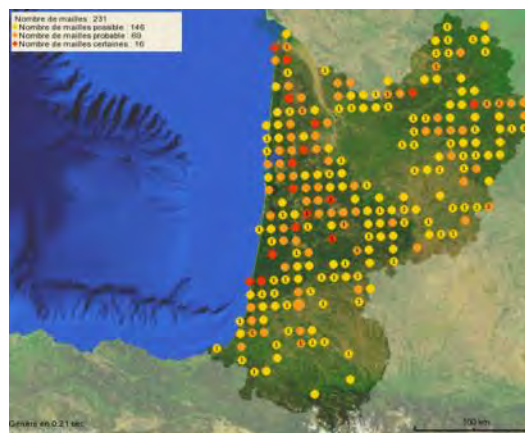 Nombre de mailles : 231
Nombre de mailles possible : 146
Nombre de mailles probable : 69
Nombre de mailles certaines : 16
Généré en 0.21 sec.
100 km